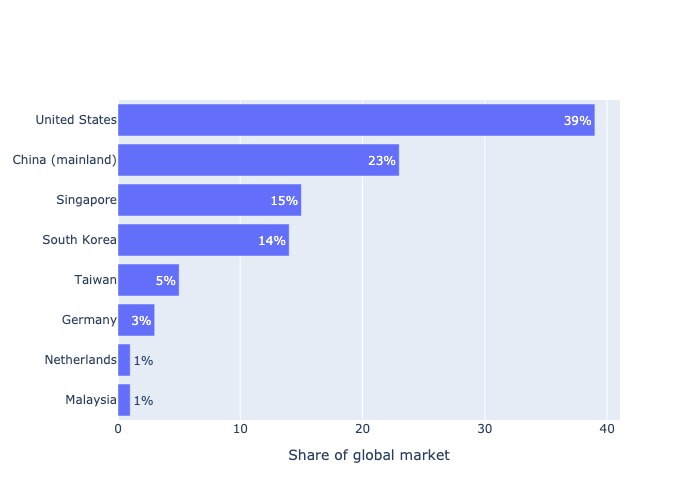 United States 39%
China (mainland) 23%
Singapore 15%
South Korea 14%
Taiwan 5%
Germany 3%
Netherlands 1%
Malaysia 1%
0 10 20 30 40
Share of global market